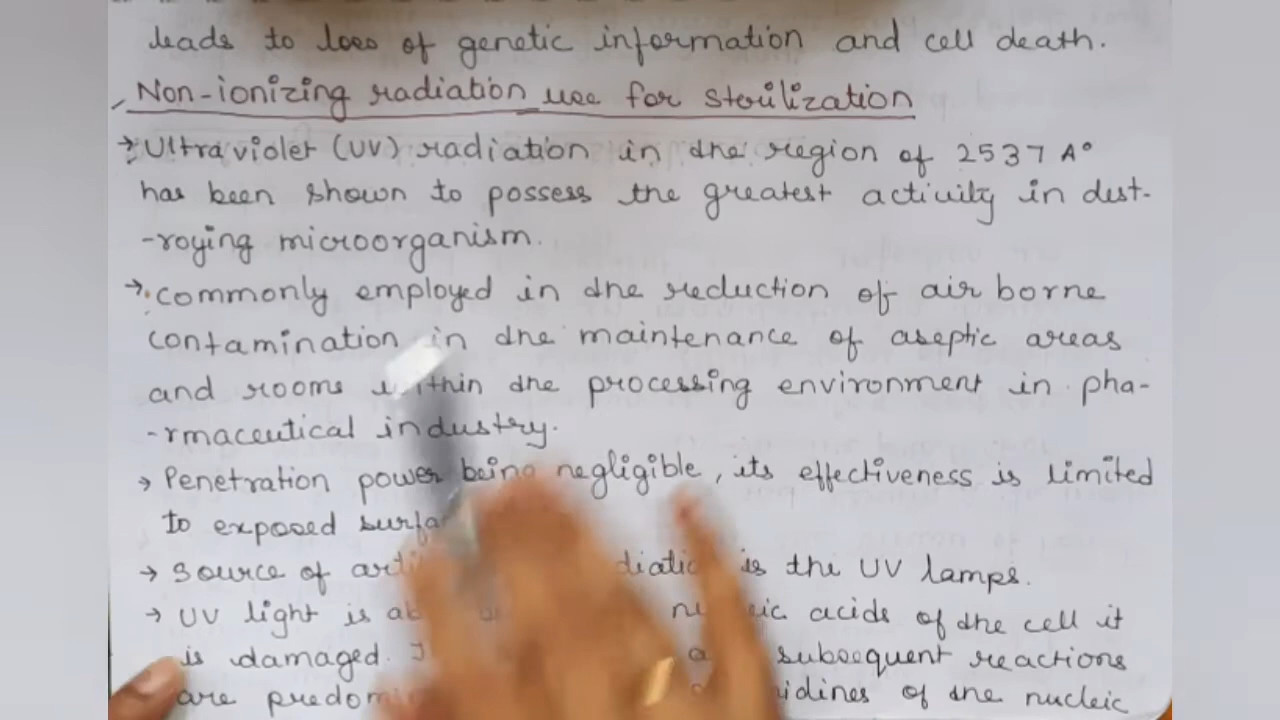 leads to loss of genetic information and cell death.
Non-ionizing radiation use for sterilization
→ Ultraviolet (UV) radiation in the region of 2537 A°
has been shown to possess the greatest activity in dest-
-roying microorganism.
→ commonly employed in the reduction of air borne
contamination in the maintenance of aseptic areas
and rooms within the processing environment in pha-
-rmaceutical industry.
→ Penetration power being negligible, its effectiveness is limited
to exposed
→ Source of is the UV lamps.
→ UV light is acids of the cell it
is damaged. subsequent reactions
are of the nucleic